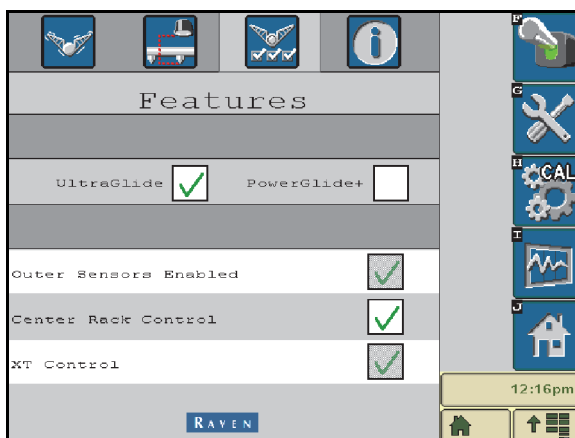 F
Features
G
UltraGlide PowerGlide+
H CAL
I
Outer Sensors Enabled
Center Rack Control
J
XT Control
12:16pm
RAVEN